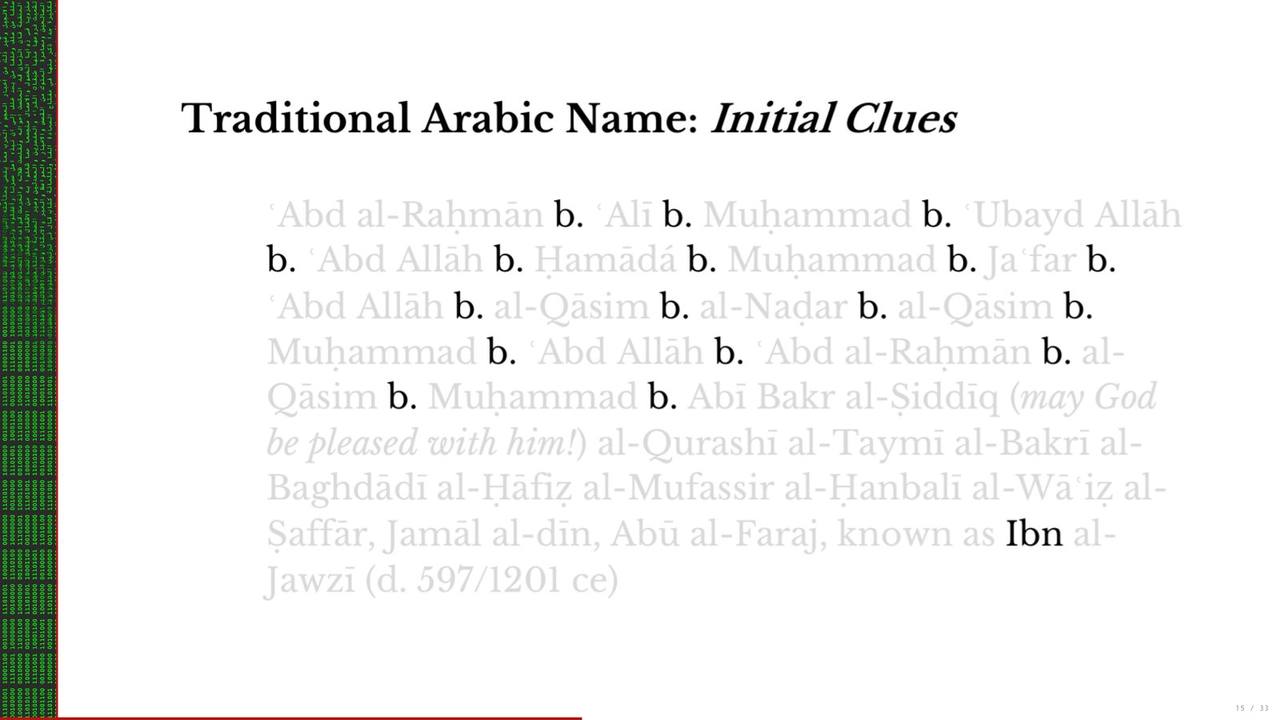 Traditional Arabic Name: Initial Clues
ʿAbd al-Raḥmān b. ʿAlī b. Muḥammad b. ʿUbayd Allāh
b. ʿAbd Allāh b. Ḥamādá b. Muḥammad b. Jaʿfar b.
ʿAbd Allāh b. al-Qāsim b. al-Naḍar b. al-Qāsim b.
Muḥammad b. ʿAbd Allāh b. ʿAbd al-Raḥmān b. al-
Qāsim b. Muḥammad b. Abī Bakr al-Ṣiddīq (may God
be pleased with him!) al-Qurashī al-Taymī al-Bakrī al-
Baghdādī al-Ḥāfiẓ al-Mufassir al-Ḥanbalī al-Wāʿiẓ al-
Ṣaffār, Jamāl al-dīn, Abū al-Faraj, known as Ibn al-
Jawzī (d. 597/1201 ce)
15 / 33